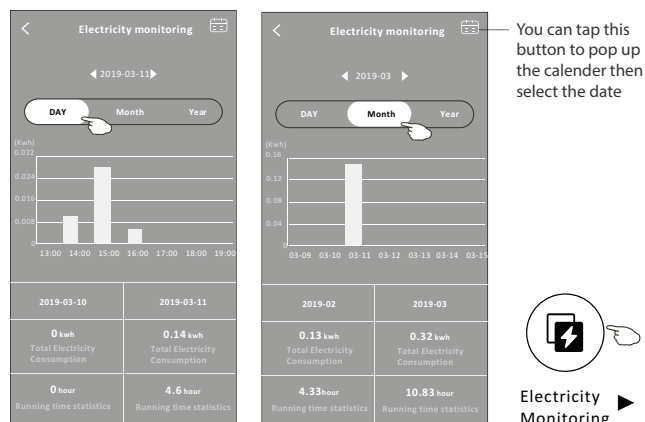 Electricity monitoring
2019-03-11
DAY Month Year
(Kwh)
0.032
0.024
0.016
0.008
0
13:00 14:00 15:00 16:00 17:00 18:00 19:00
2019-03-10 2019-03-11
0 kwh 0.14 kwh
Total Electricity Consumption Total Electricity Consumption
0 hour 4.6 hour
Running time statistics Running time statistics
Electricity monitoring
2019-03
DAY Month Year
(Kwh)
0.16
0.12
0.08
0.04
0
03-09 03-10 03-11 03-12 03-13 03-14 03-15
2019-02 2019-03
0.13 kwh 0.32 kwh
Total Electricity Consumption Total Electricity Consumption
4.33hour 10.83 hour
Running time statistics Running time statistics
You can tap this
button to pop up
the calender then
select the date
Electricity
Monitoring